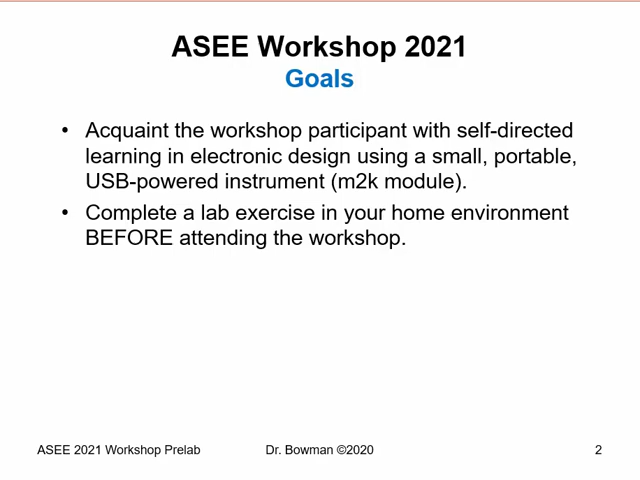 ASEE Workshop 2021
Goals
• Acquaint the workshop participant with self-directed
learning in electronic design using a small, portable,
USB-powered instrument (m2k module).
• Complete a lab exercise in your home environment
BEFORE attending the workshop.
ASEE 2021 Workshop Prelab Dr. Bowman ©2020 2